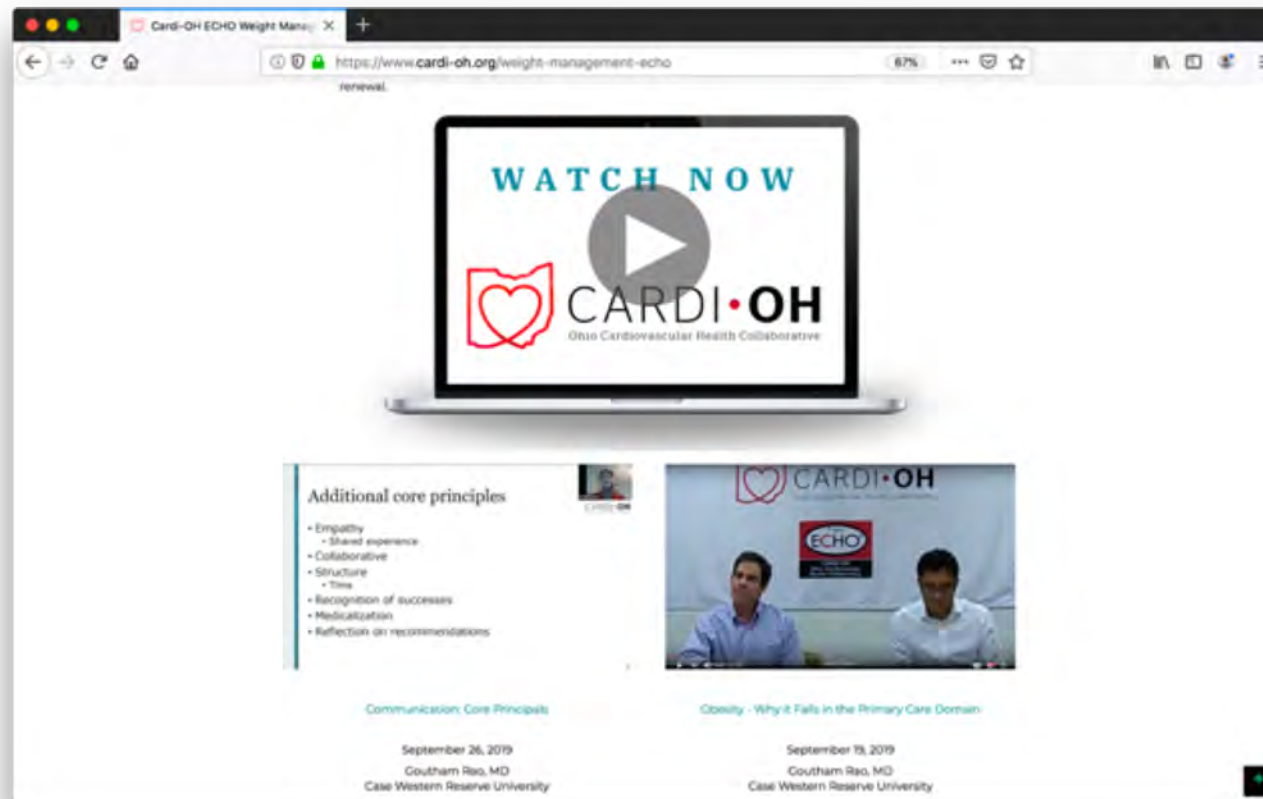 Cardi-OH ECHO Weight Manag
https://www.cardi-oh.org/weight-management-echo
67%
renewal.
WATCH NOW
CARDI•OH
Ohio Cardiovascular Health Collaborative
Additional core principles
• Empathy
• Shared experience
• Collaborative
• Structure
• Time
• Recognition of successes
• Medicalization
• Reflection on recommendations
CARDI•OH
CARDI•OH
ECHO
Communication: Core Principals
Obesity - Why it Falls in the Primary Care Domain
September 26, 2019
September 19, 2019
Goutham Rao, MD
Goutham Rao, MD
Case Western Reserve University
Case Western Reserve University